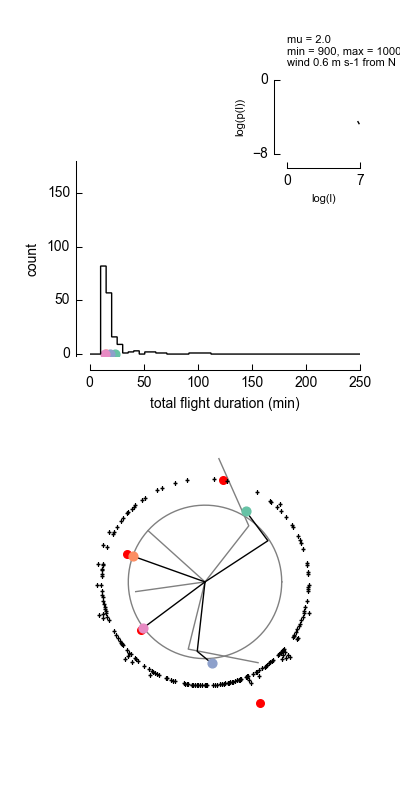 mu = 2.0
min = 900, max = 1000
wind 0.6 m s-1 from N
0
log(p(l))
−8
0 7
log(l)
150
100
50
0
count
0 50 100 150 200 250
total flight duration (min)